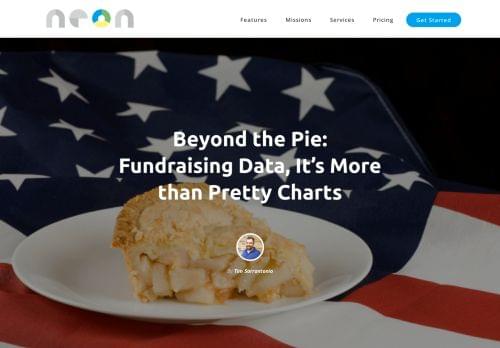 neon
Features Missions Services Pricing Get Started
Beyond the Pie:
Fundraising Data, It's More
than Pretty Charts
By Tim Sarrantonio